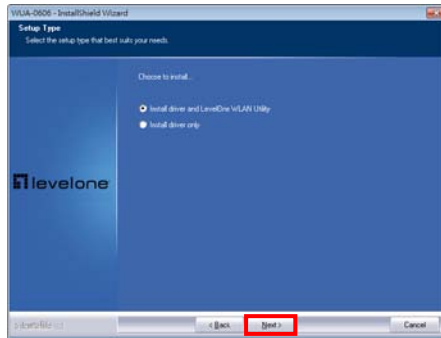 WUA-0606 - InstallShield Wizard
Setup Type
Select the setup type that best suits your needs.
Choose to install...
Install driver and LevelOne WLAN Utility
Install driver only
levelone
InstallShield
< Back
Next >
Cancel